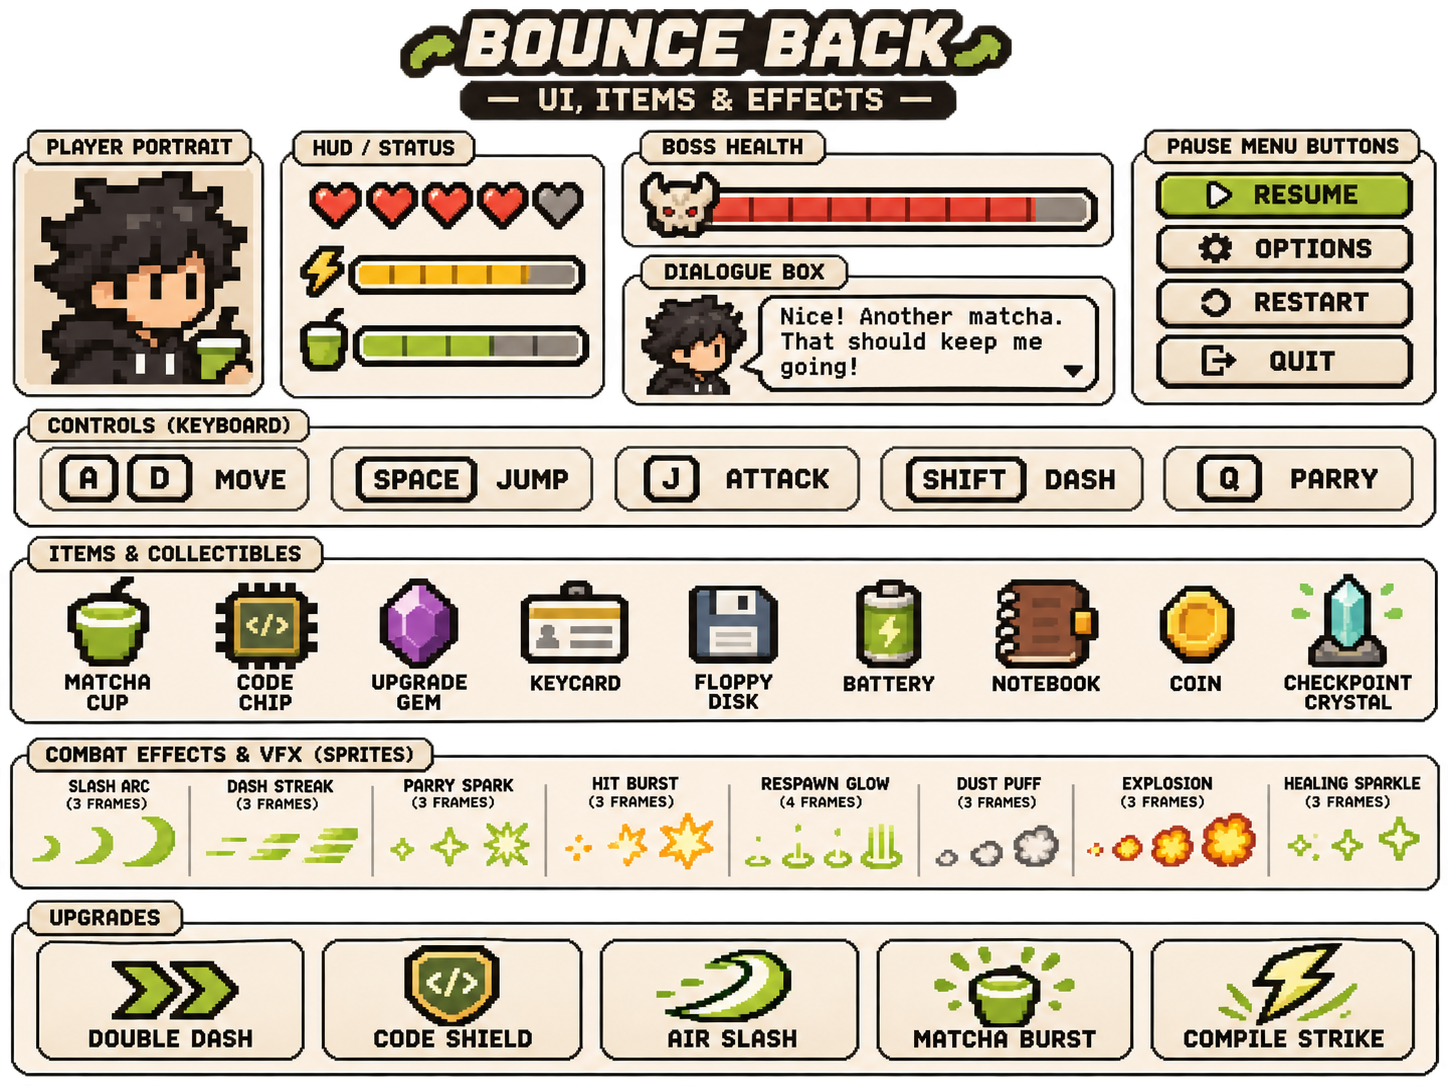 BOUNCE BACK
— UI, ITEMS & EFFECTS —
PLAYER PORTRAIT
HUD / STATUS
BOSS HEALTH
DIALOGUE BOX
Nice! Another matcha.
That should keep me
going!
PAUSE MENU BUTTONS
RESUME
OPTIONS
RESTART
QUIT
CONTROLS (KEYBOARD)
A D MOVE
SPACE JUMP
J ATTACK
SHIFT DASH
Q PARRY
ITEMS & COLLECTIBLES
MATCHA
CUP
</>
CODE
CHIP
UPGRADE
GEM
KEYCARD
FLOPPY
DISK
BATTERY
NOTEBOOK
COIN
CHECKPOINT
CRYSTAL
COMBAT EFFECTS & VFX (SPRITES)
SLASH ARC
(3 FRAMES)
DASH STREAK
(3 FRAMES)
PARRY SPARK
(3 FRAMES)
HIT BURST
(3 FRAMES)
RESPAWN GLOW
(4 FRAMES)
DUST PUFF
(3 FRAMES)
EXPLOSION
(3 FRAMES)
HEALING SPARKLE
(3 FRAMES)
UPGRADES
DOUBLE DASH
</>
CODE SHIELD
AIR SLASH
MATCHA BURST
COMPILE STRIKE